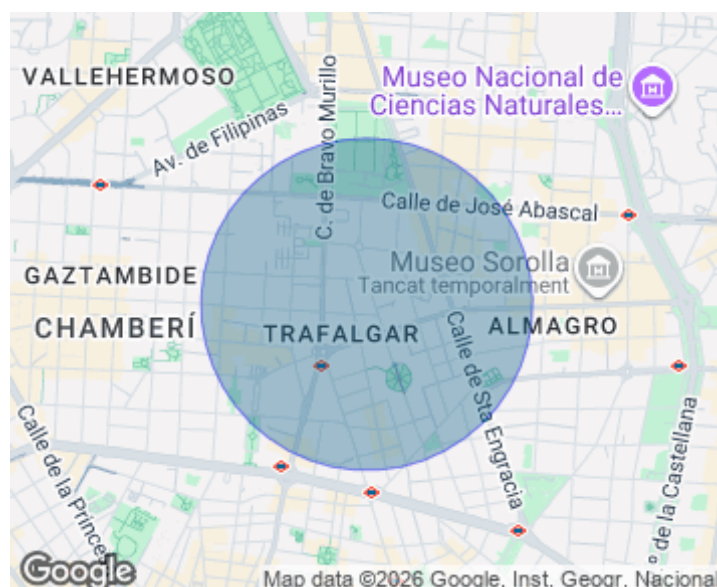 VALLEHERMOSO
Museo Nacional de
Ciencias Naturales...
Av. de Filipinas
C. de Bravo Murillo
Calle de José Abascal
GAZTAMBIDE
Museo Sorolla
Tancat temporalment
CHAMBERÍ
TRAFALGAR
ALMAGRO
Calle de Sta Engracia
Calle de la Princes
º de la Castellana
Google
Map data ©2026 Google, Inst. Geogr. Nacional